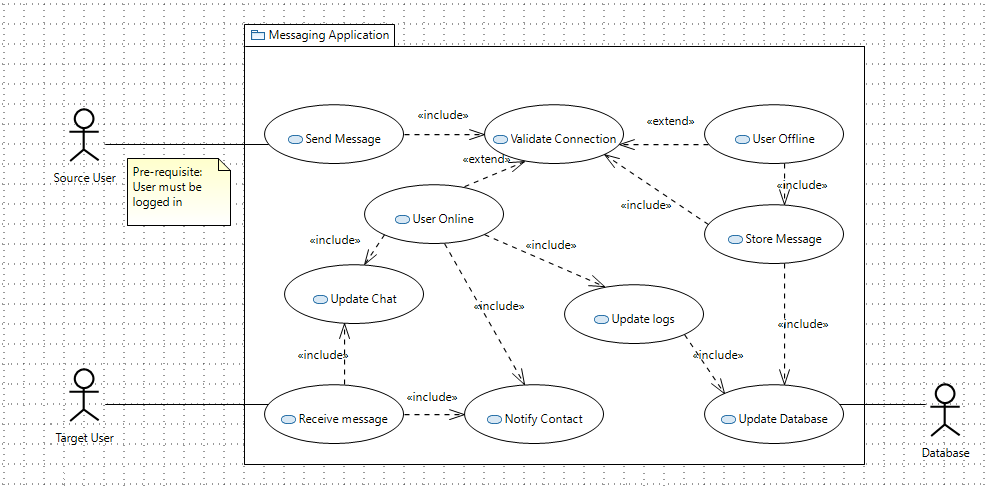 Messaging Application
«include»
«extend»
Send Message
Validate Connection
User Offline
«extend»
Source User
Pre-requisite:
User must be
logged in
«include»
«include»
User Online
Store Message
«include»
«include»
Update Chat
«include»
Update logs
«include»
«include»
«include»
«include»
Receive message
Notify Contact
Update Database
Target User
Database